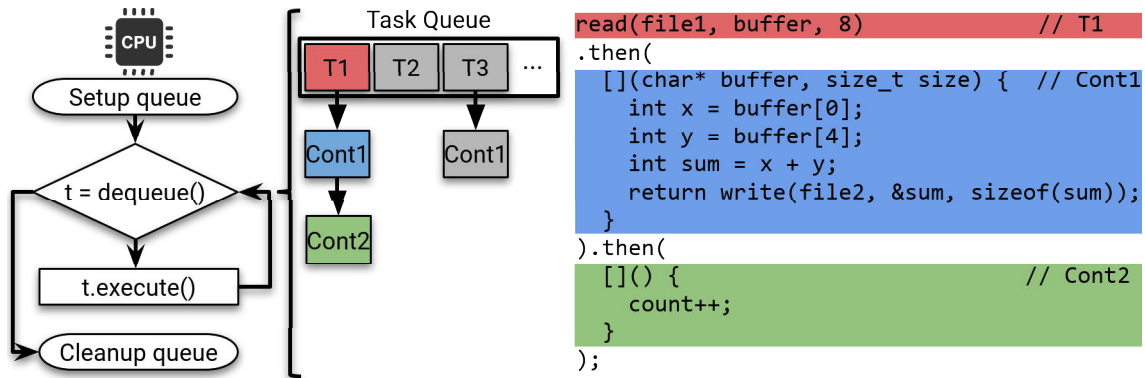 CPU
Setup queue
t = dequeue()
t.execute()
Cleanup queue
Task Queue
T1 T2 T3 ...
Cont1 Cont1
Cont2
read(file1, buffer, 8) // T1
.then(
[](char* buffer, size_t size) { // Cont1
int x = buffer[0];
int y = buffer[4];
int sum = x + y;
return write(file2, &sum, sizeof(sum));
}
).then(
[]() { // Cont2
count++;
}
);